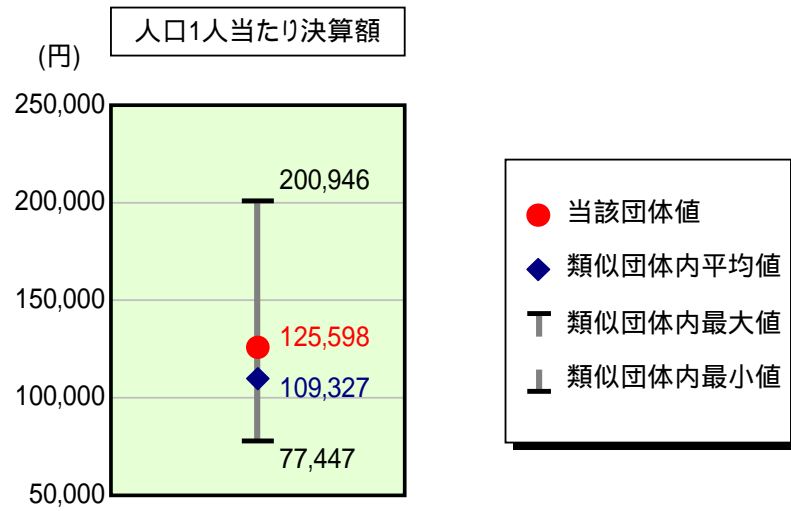 人口1人当たり決算額
(円)
250,000
200,000
150,000
100,000
50,000
200,946
125,598
109,327
77,447
当該団体値
類似団体内平均値
類似団体内最大値
類似団体内最小値